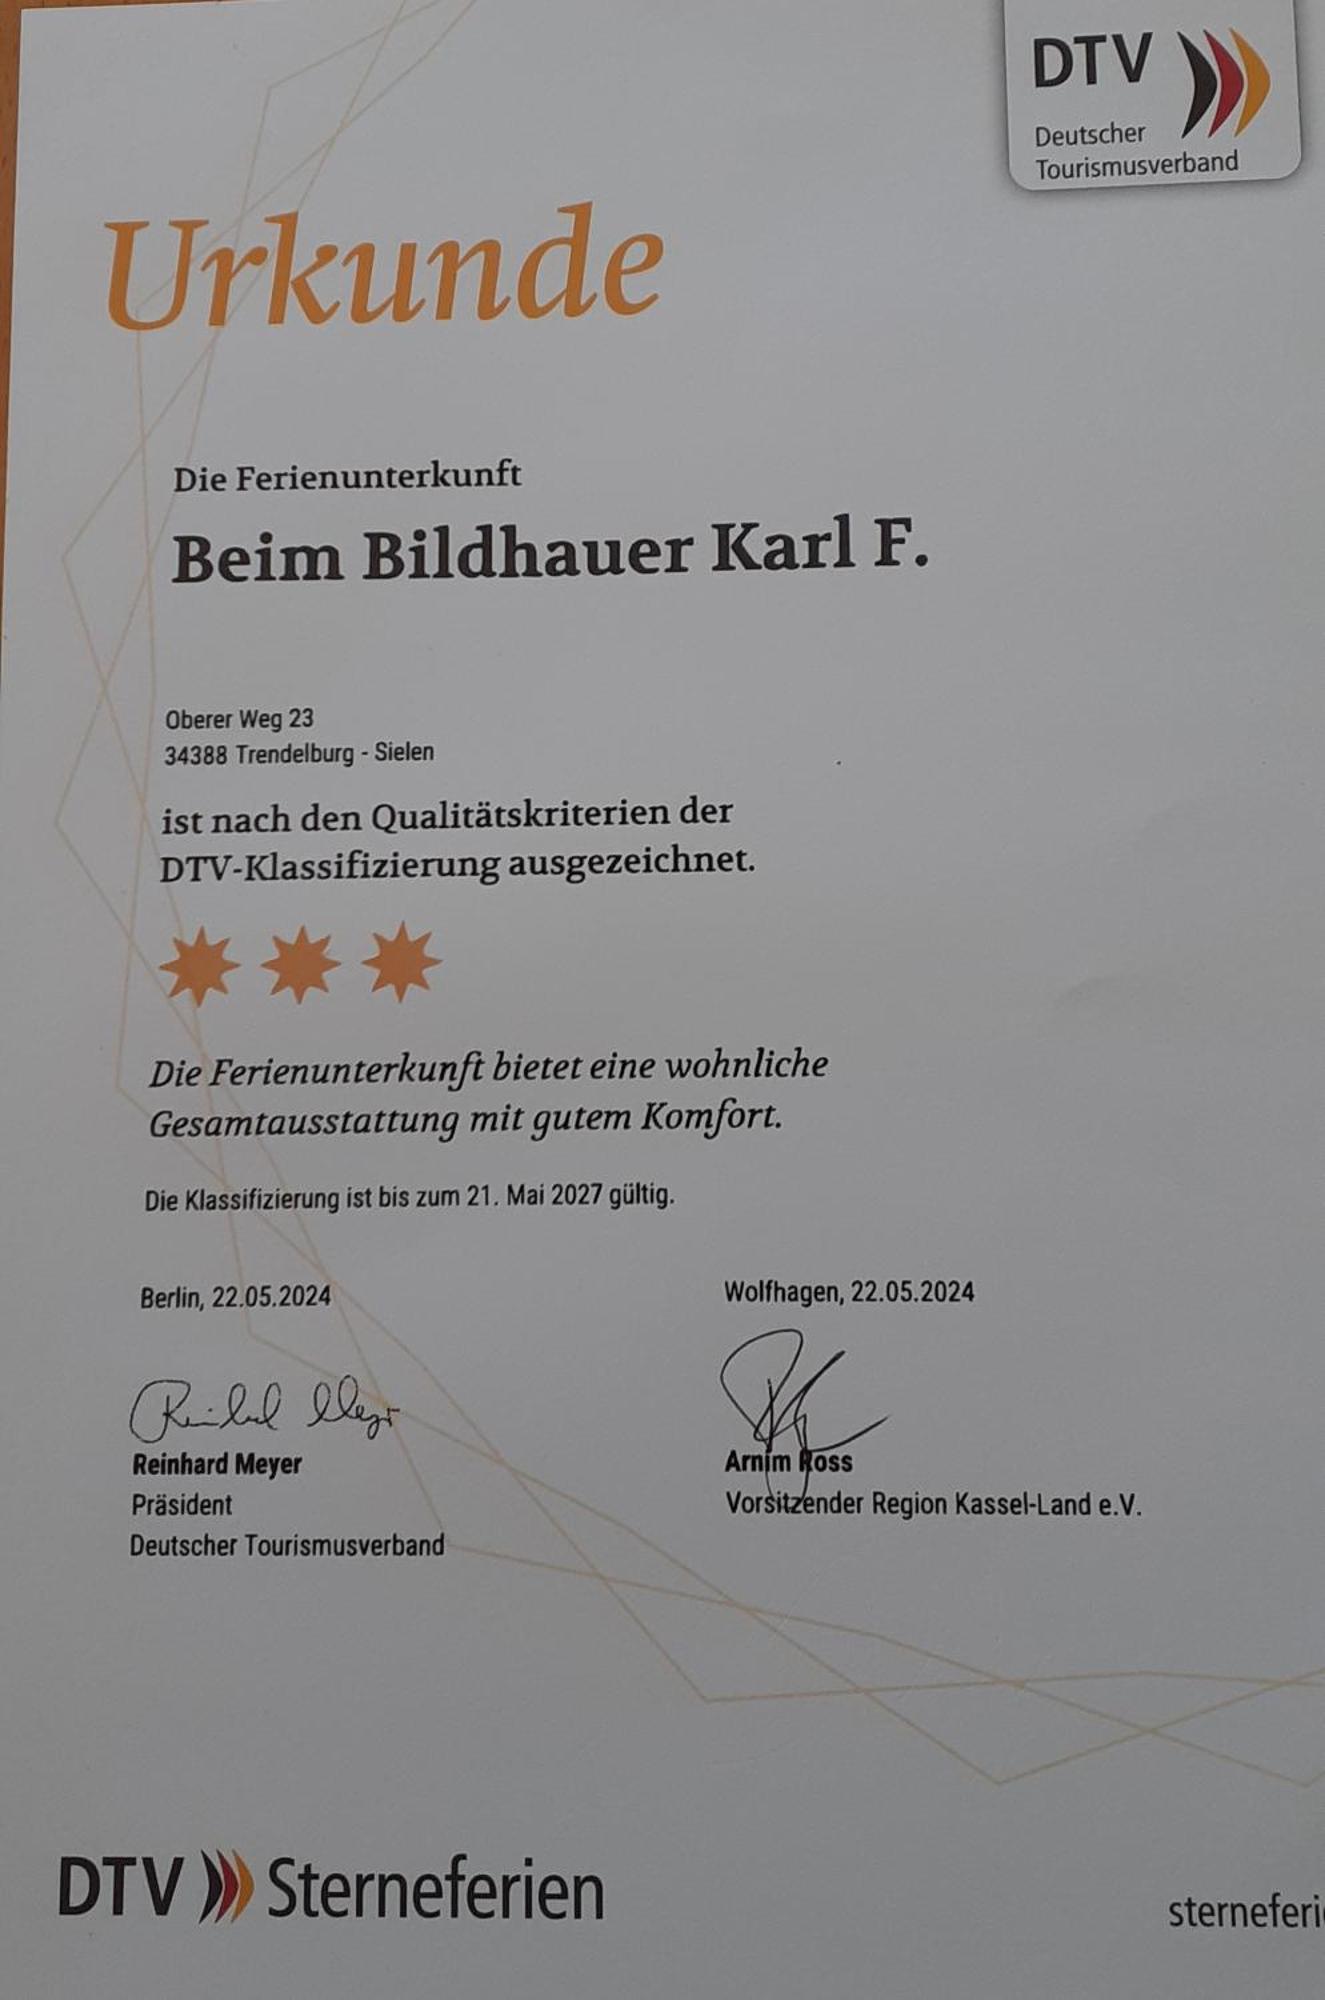 DTV
Deutscher
Tourismusverband
Urkunde
Die Ferienunterkunft
Beim Bildhauer Karl F.
Oberer Weg 23
34388 Trendelburg - Sielen
ist nach den Qualitätskriterien der
DTV-Klassifizierung ausgezeichnet.
Die Ferienunterkunft bietet eine wohnliche
Gesamtausstattung mit gutem Komfort.
Die Klassifizierung ist bis zum 21. Mai 2027 gültig.
Berlin, 22.05.2024
Reinhard Meyer
Präsident
Deutscher Tourismusverband
Wolfhagen, 22.05.2024
Arnim Ross
Vorsitzender Region Kassel-Land e.V.
DTV Sterneferien